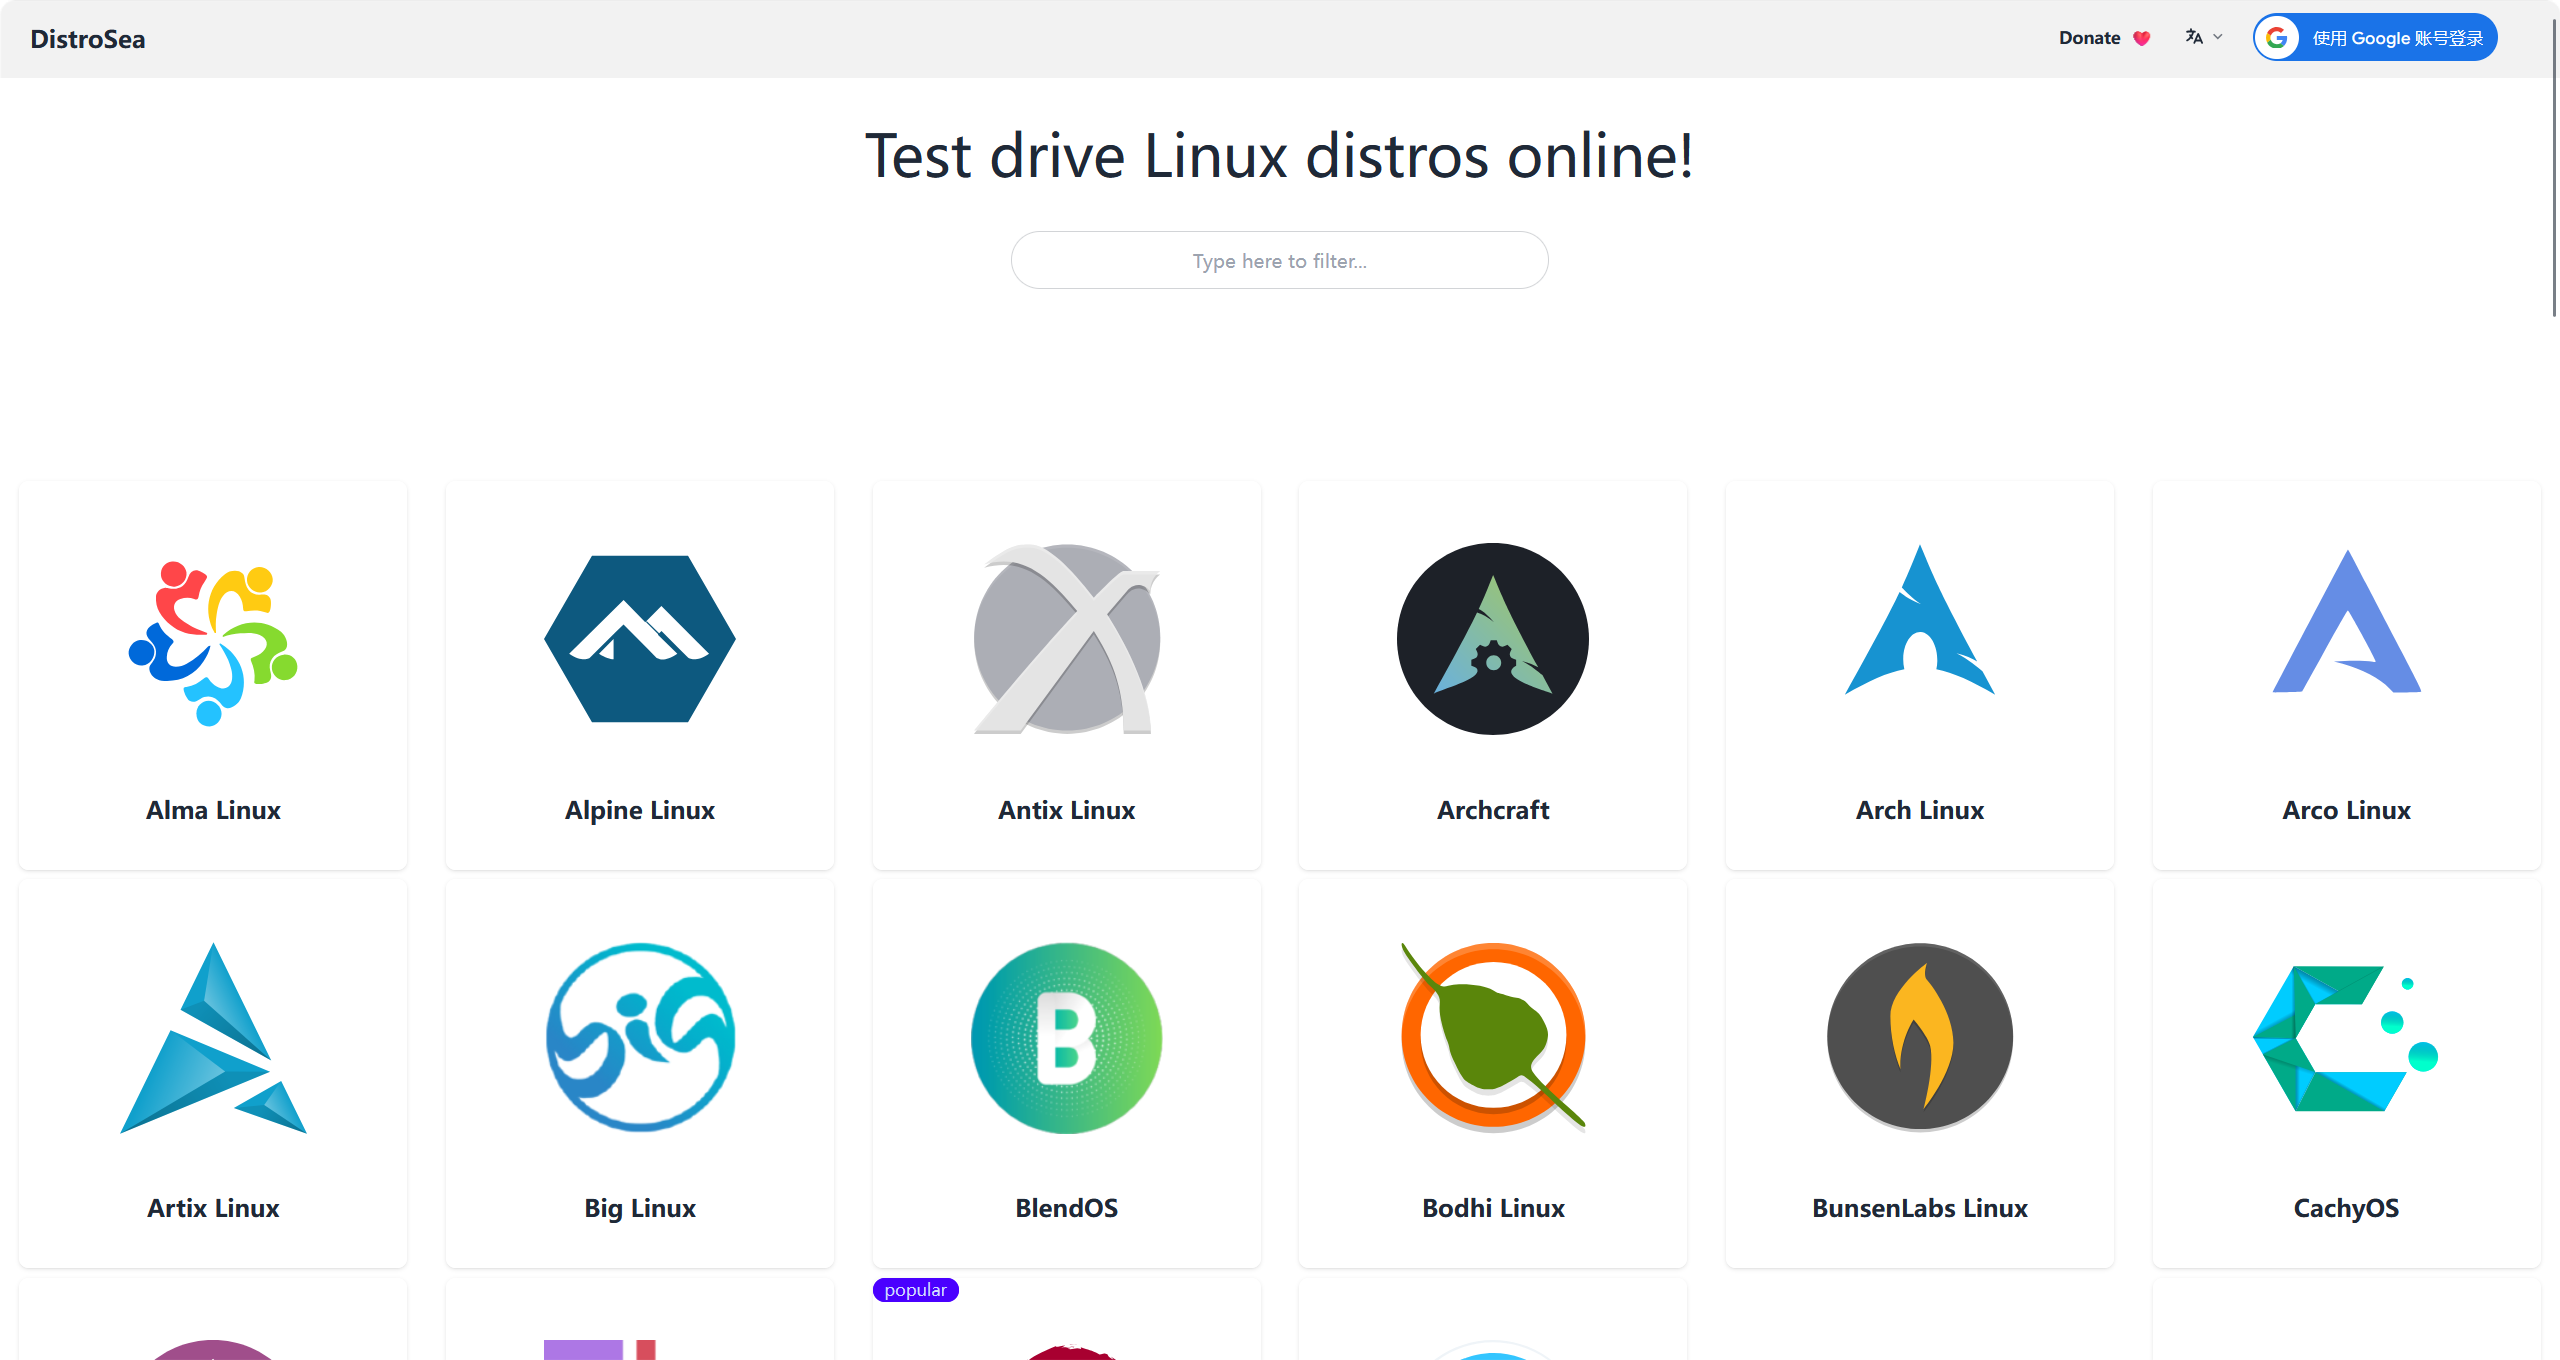 DistroSea
Donate
使用 Google 账号登录
Test drive Linux distros online!
Type here to filter...
Alma Linux
Alpine Linux
Antix Linux
Archcraft
Arch Linux
Arco Linux
big
B
Artix Linux
Big Linux
BlendOS
Bodhi Linux
BunsenLabs Linux
CachyOS
popular